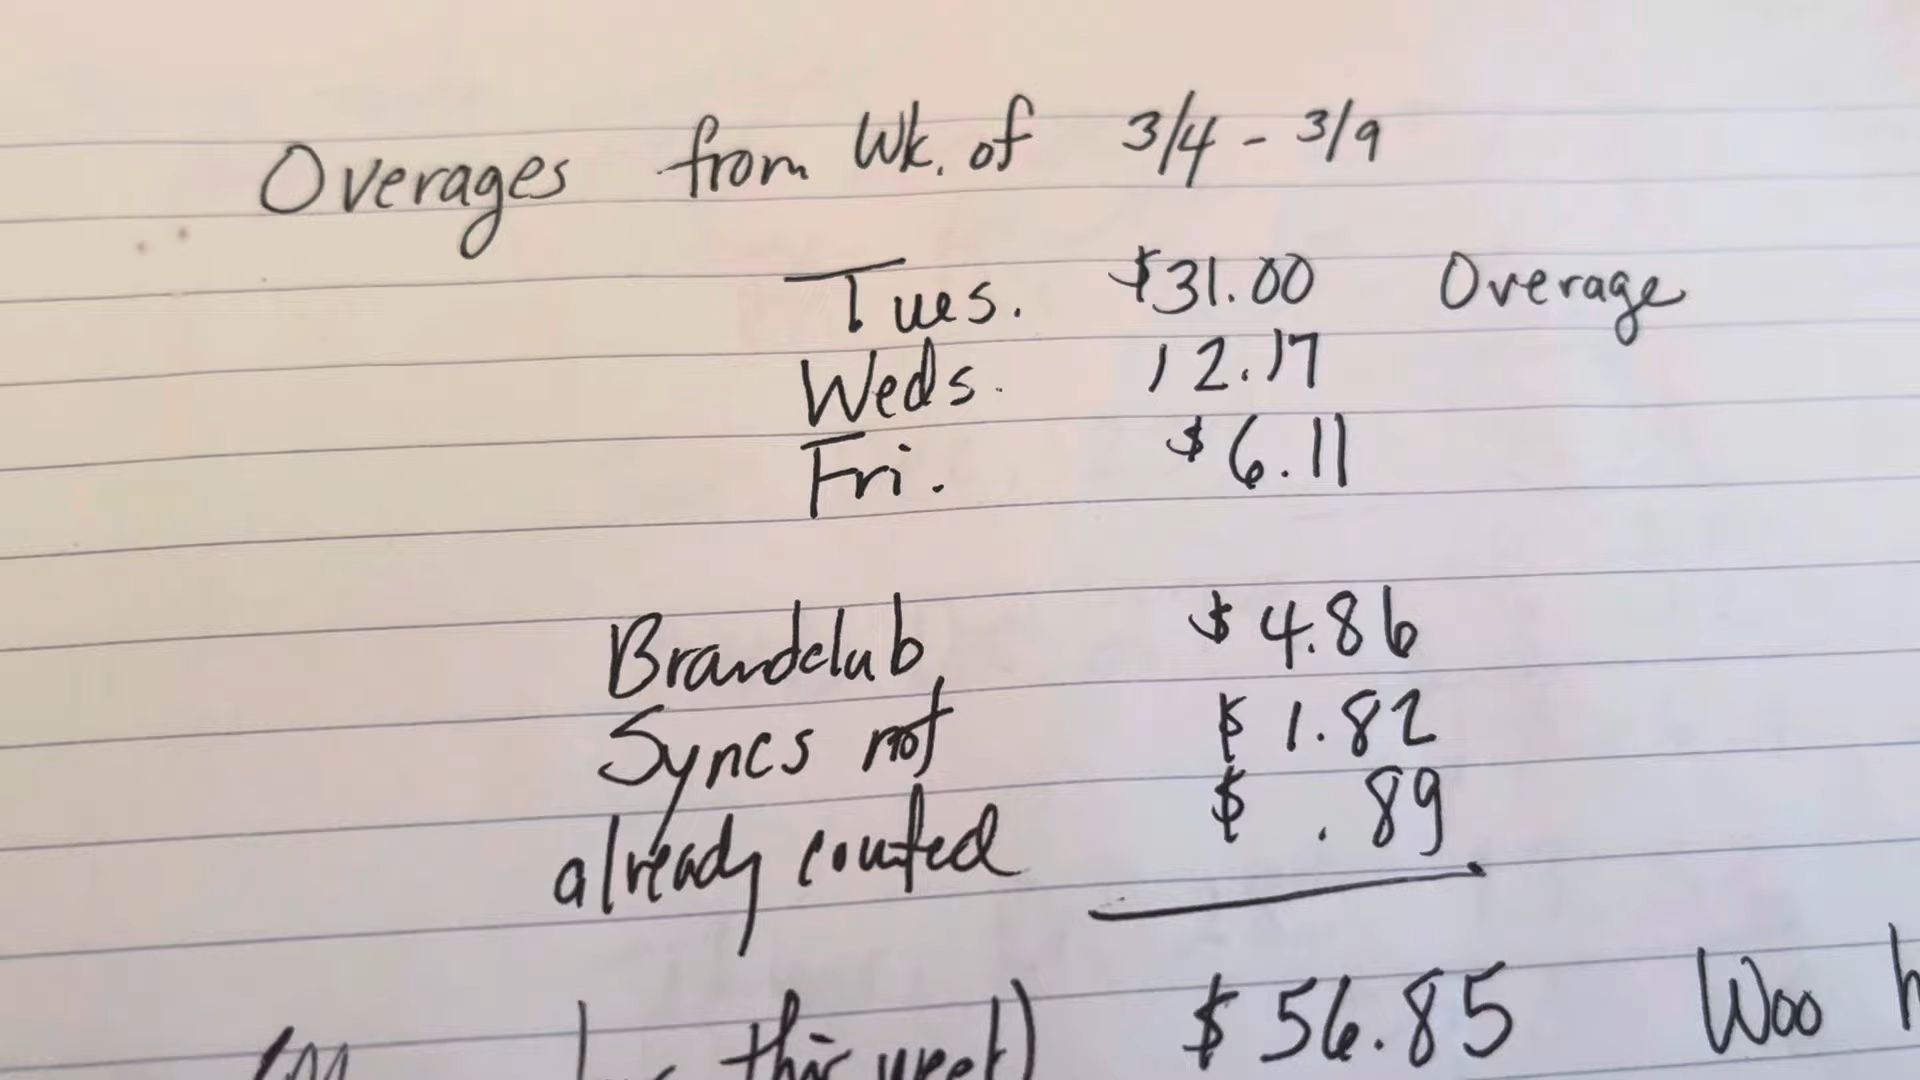 Overages from Wk. of 3/4 - 3/9
Tues. $31.00 Overage
Weds. 12.17
Fri. $6.11
Brandclub $4.86
Syncs not $1.82
already counted $.89
this week) $56.85 Woo